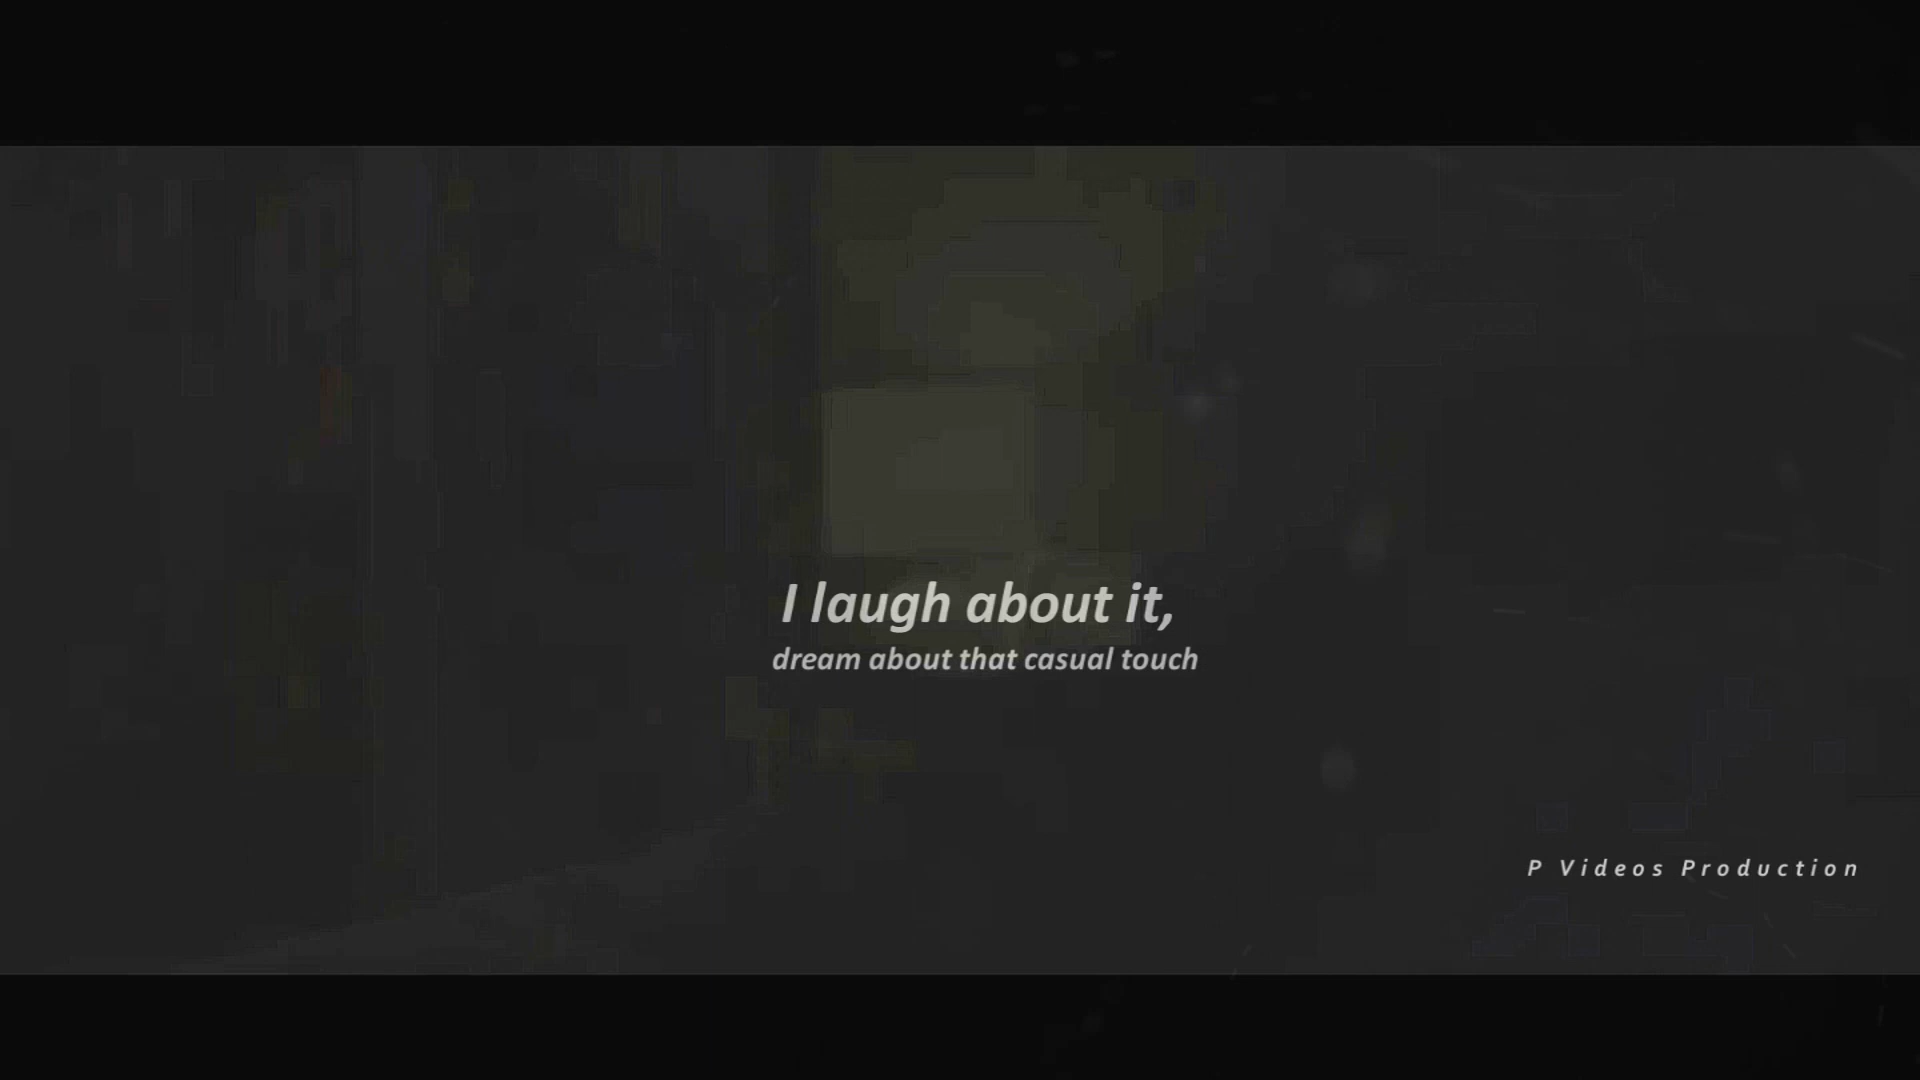 I laugh about it,
dream about that casual touch
P Videos Production